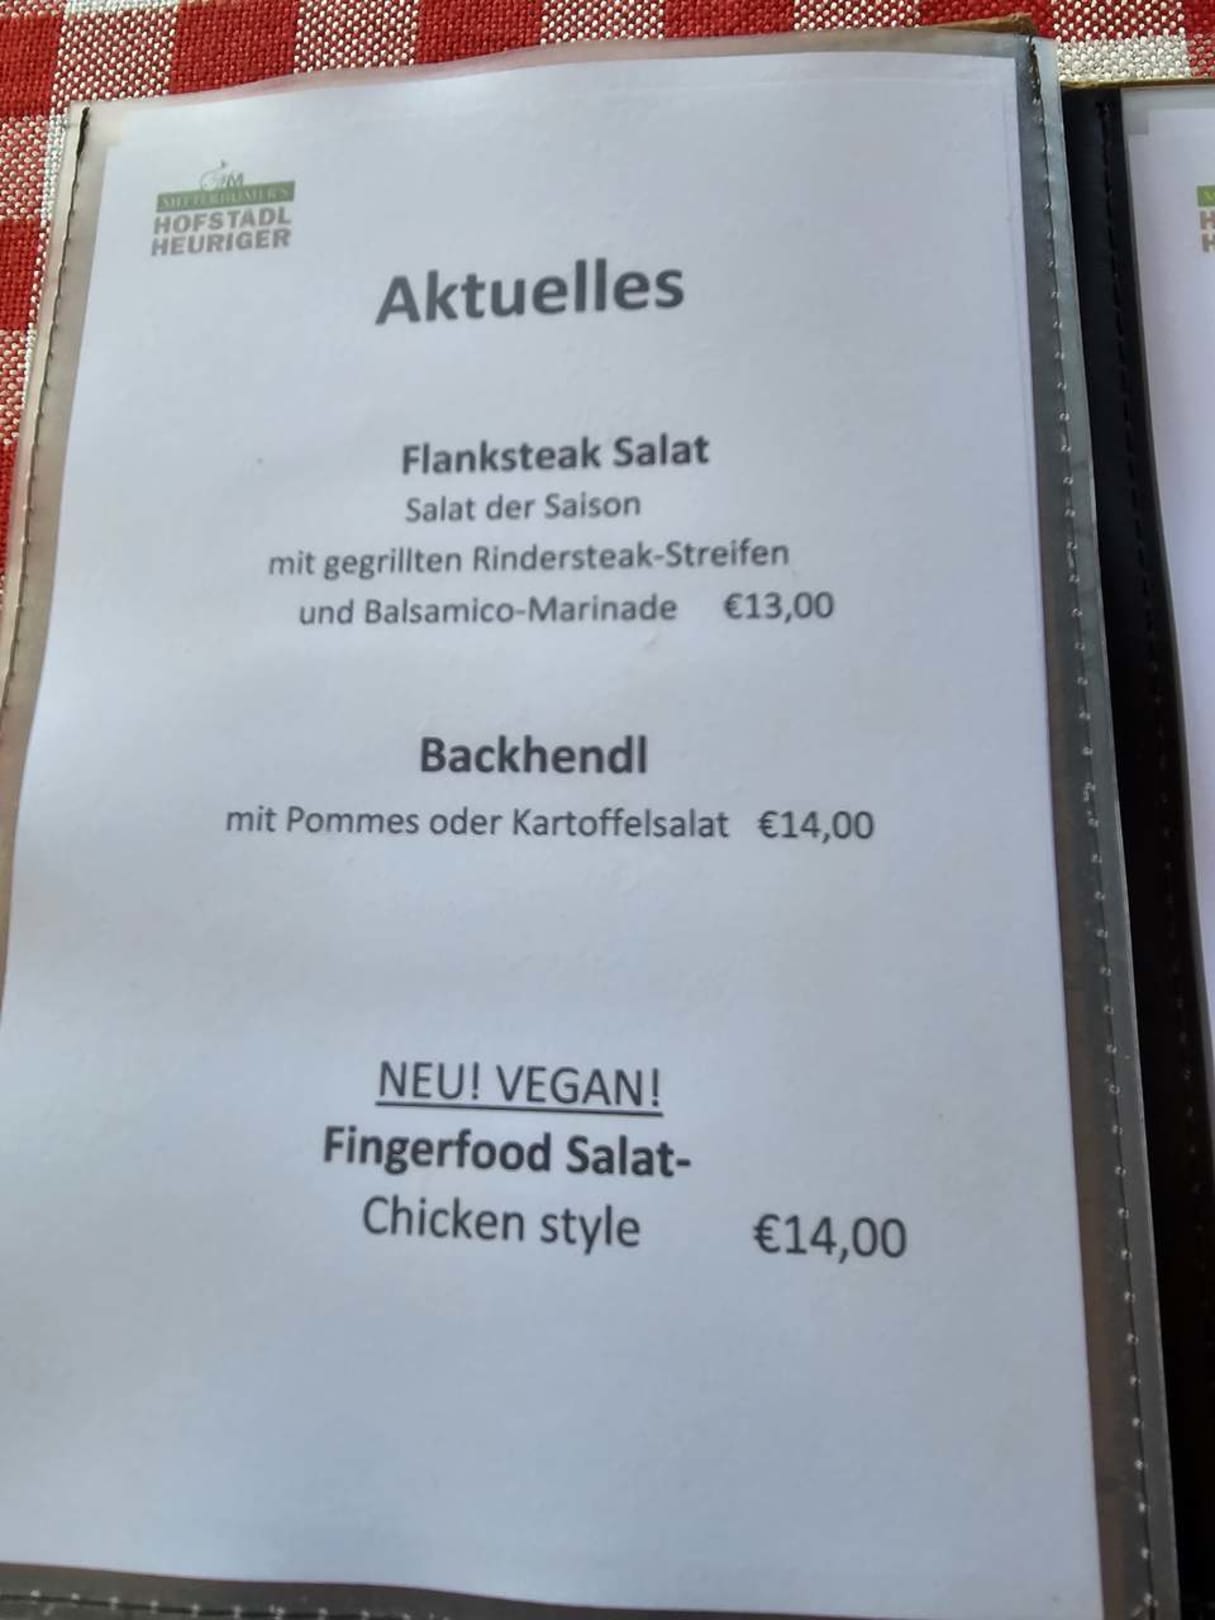 HOFSTADL
HEURIGER
Aktuelles
Flanksteak Salat
Salat der Saison
mit gegrillten Rindersteak-Streifen
und Balsamico-Marinade €13,00
Backhendl
mit Pommes oder Kartoffelsalat €14,00
NEU! VEGAN!
Fingerfood Salat-
Chicken style €14,00